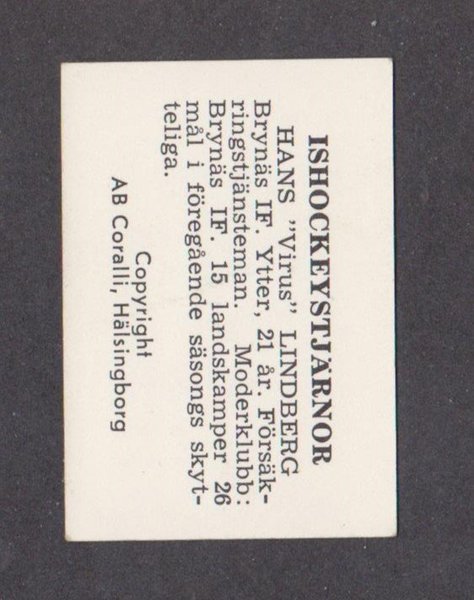 ISHOCKEYSTJÄRNOR
HANS "Virus" LINDBERG
Brynäs IF. Ytter, 21 år. Försäk-
ringstjänsteman. Moderklubb:
Brynäs IF. 15 landskamper 26
mål i föregående säsongs skyt-
teliga.
Copyright
AB Coralli, Hälsingborg